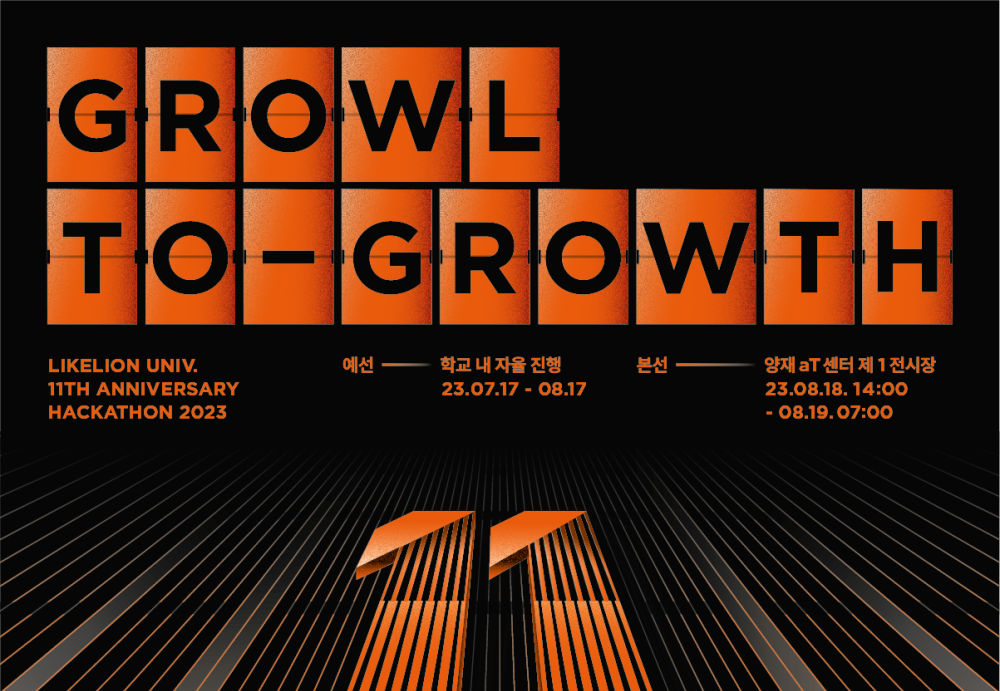 GROWL
TO-GROWTH
LIKELION UNIV.
11TH ANNIVERSARY
HACKATHON 2023
예선
학교 내 자율 진행
23.07.17 - 08.17
본선
양재 aT 센터 제 1 전시장
23.08.18. 14:00
- 08.19. 07:00
11